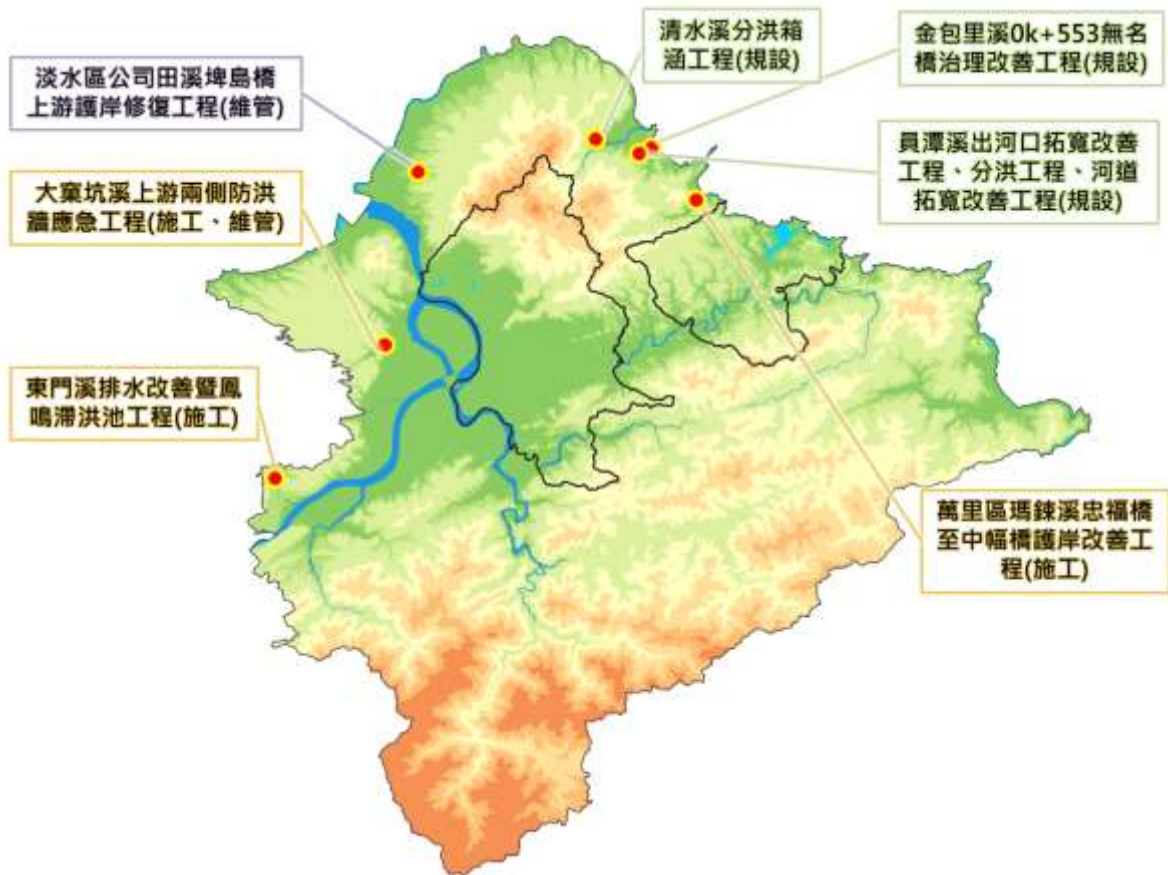 清水溪分洪箱
涵工程(規設)
金包里溪0k+553無名
橋治理改善工程(規設)
淡水區公司田溪埤島橋
上游護岸修復工程(維管)
員潭溪出河口拓寬改善
工程、分洪工程、河道
拓寬改善工程(規設)
大窠坑溪上游兩側防洪
牆應急工程(施工、維管)
東門溪排水改善暨鳳
鳴滯洪池工程(施工)
萬里區瑪鋉溪忠福橋
至中幅橋護岸改善工
程(施工)